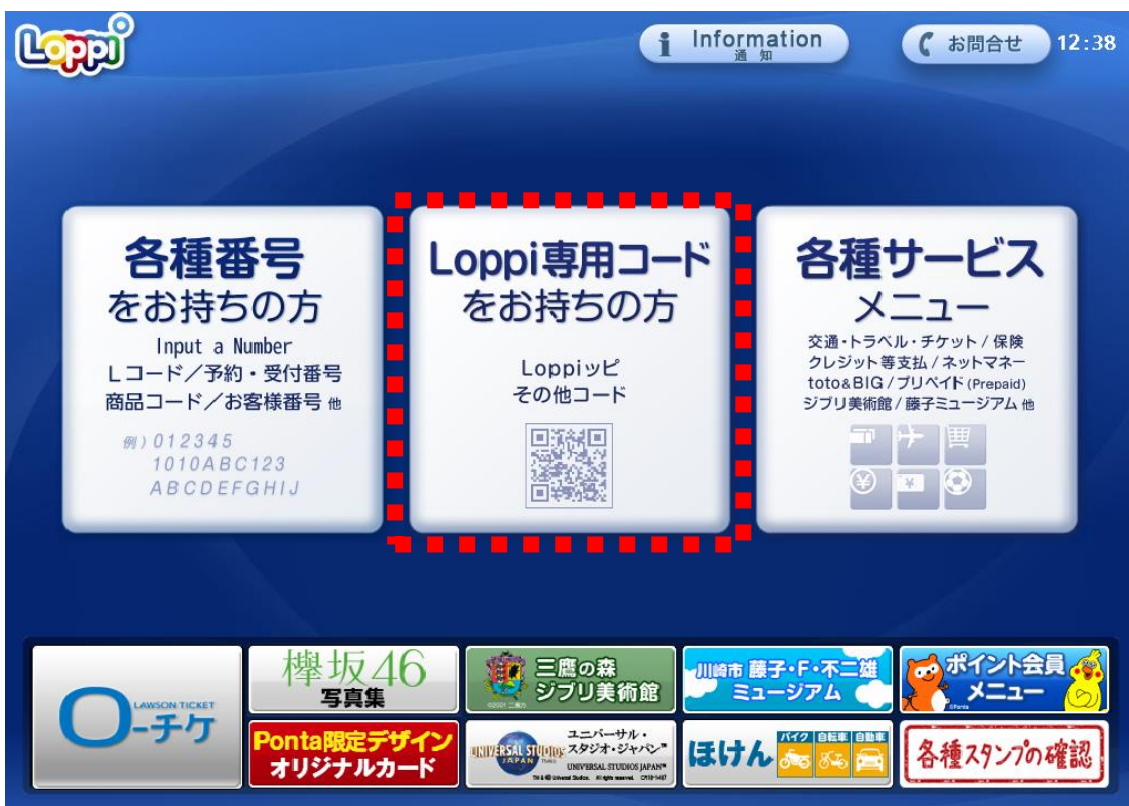 Loppi
Information
通 知
お問合せ
12:38
各種番号
をお持ちの方
Input a Number
Lコード／予約・受付番号
商品コード／お客様番号 他
例）012345
1010ABC123
ABCDEFGHIJ
Loppi専用コード
をお持ちの方
Loppiッピ
その他コード
各種サービス
メニュー
交通・トラベル・チケット / 保険
クレジット等支払 / ネットマネー
toto&BIG / プリペイド (Prepaid)
ジブリ美術館 / 藤子ミュージアム 他
LAWSON TICKET
ローチケ
欅坂46
写真集
三鷹の森
ジブリ美術館
川崎市 藤子・F・不二雄
ミュージアム
ポイント会員
メニュー
©Ponta
Ponta限定デザイン
オリジナルカード
UNIVERSAL STUDIOS
JAPAN
ユニバーサル・
スタジオ・ジャパン™
UNIVERSAL STUDIOS JAPAN™
TM & © Universal Studios. All rights reserved.
ほけん
バイク 自転車 自動車
各種スタンプの確認